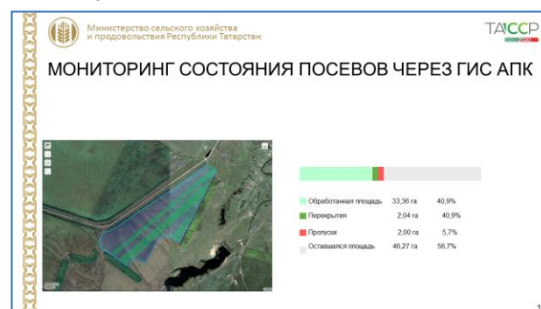 Министерство сельского хозяйства
и продовольствия Республики Татарстан
ТАССР
МОНИТОРИНГ СОСТОЯНИЯ ПОСЕВОВ ЧЕРЕЗ ГИС АПК
Обработанная площадь 33,36 га 40,9%
Перекрытия 2,04 га 40,9%
Пропуски 2,00 га 5,7%
Оставшаяся площадь 46,27 га 56,7%